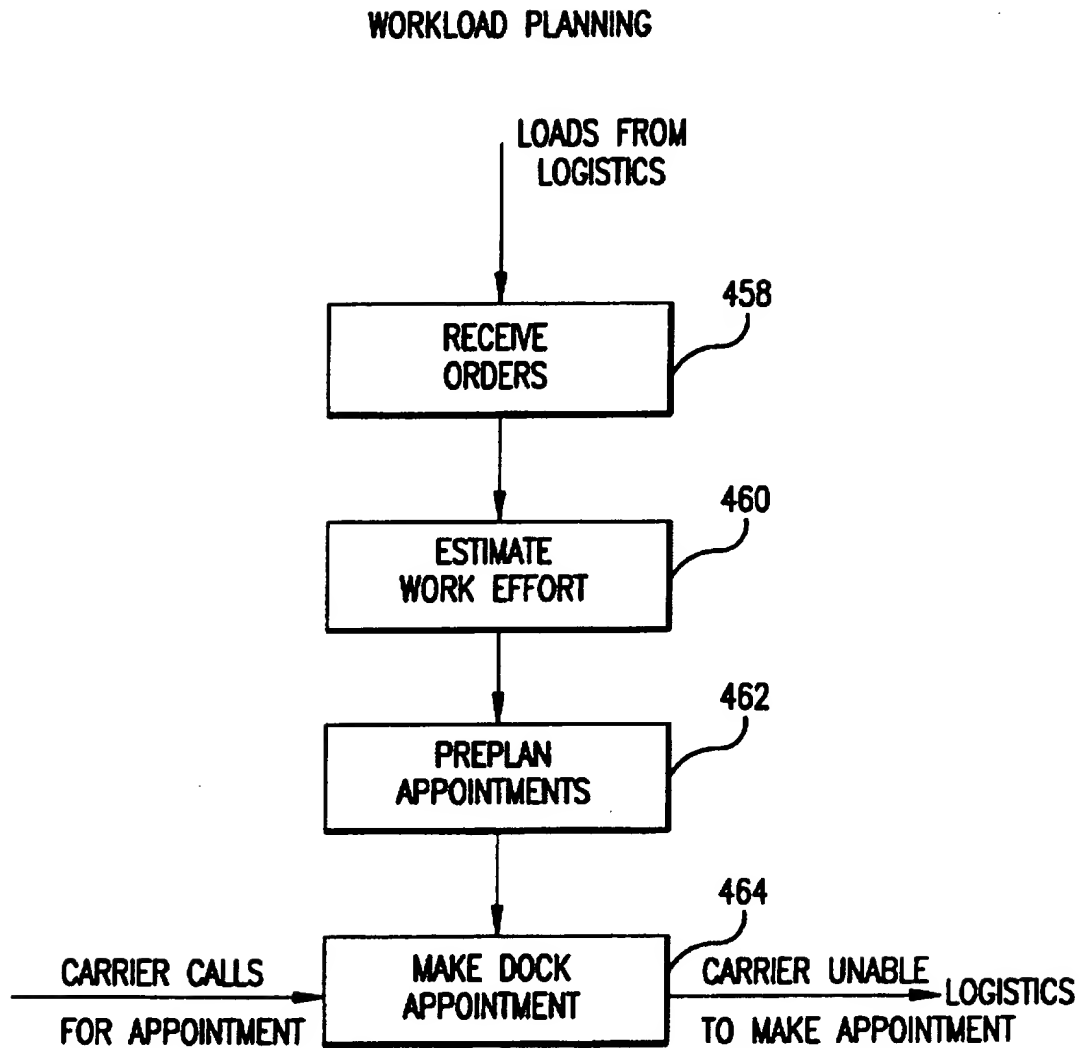 WORKLOAD PLANNING
LOADS FROM
LOGISTICS
458
RECEIVE
ORDERS
460
ESTIMATE
WORK EFFORT
462
PREPLAN
APPOINTMENTS
464
CARRIER CALLS
FOR APPOINTMENT
MAKE DOCK
APPOINTMENT
CARRIER UNABLE
TO MAKE APPOINTMENT
LOGISTICS